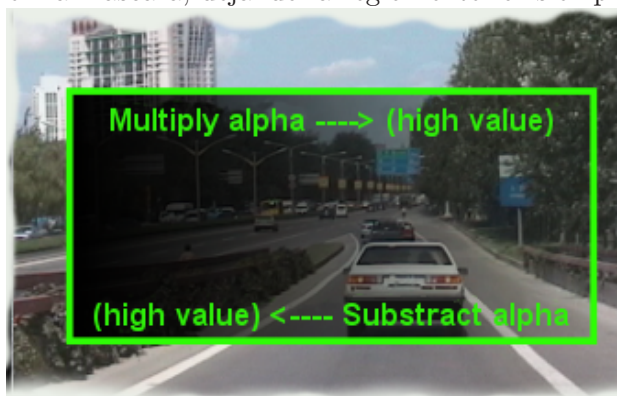 Multiply alpha ----> (high value)
(high value) <---- Substract alpha